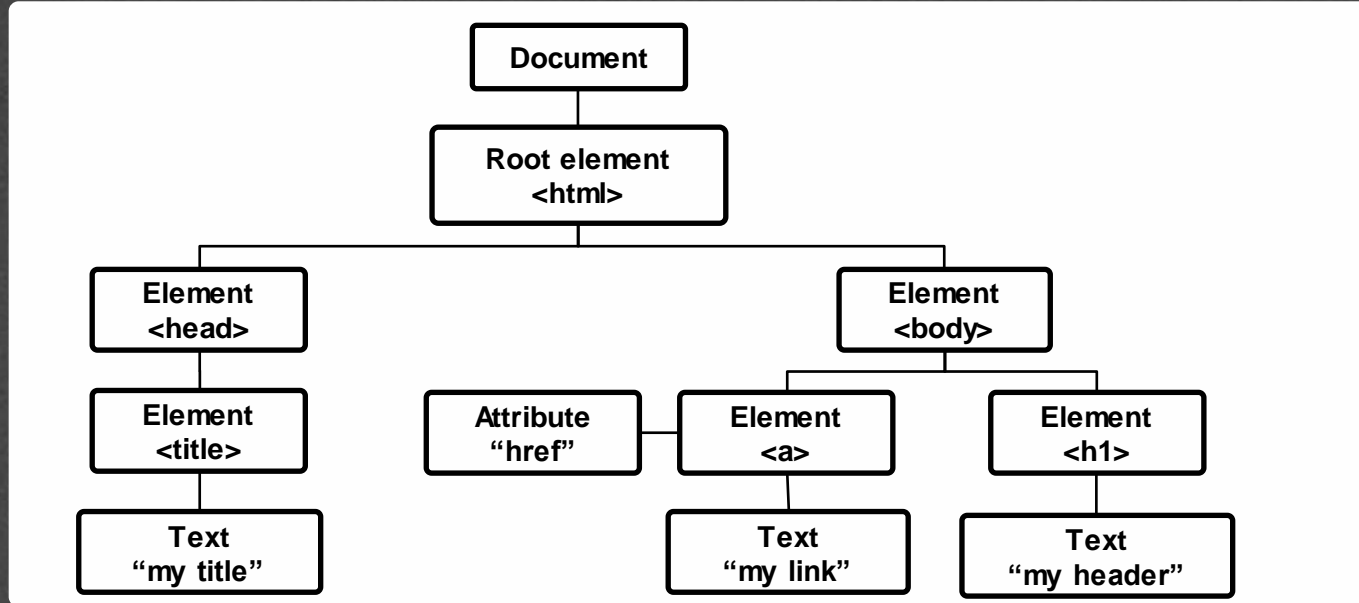 Document
Root element
<html>
Element
<head>
Element
<body>
Element
<title>
Attribute
“href”
Element
<a>
Element
<h1>
Text
“my title”
Text
“my link”
Text
“my header”